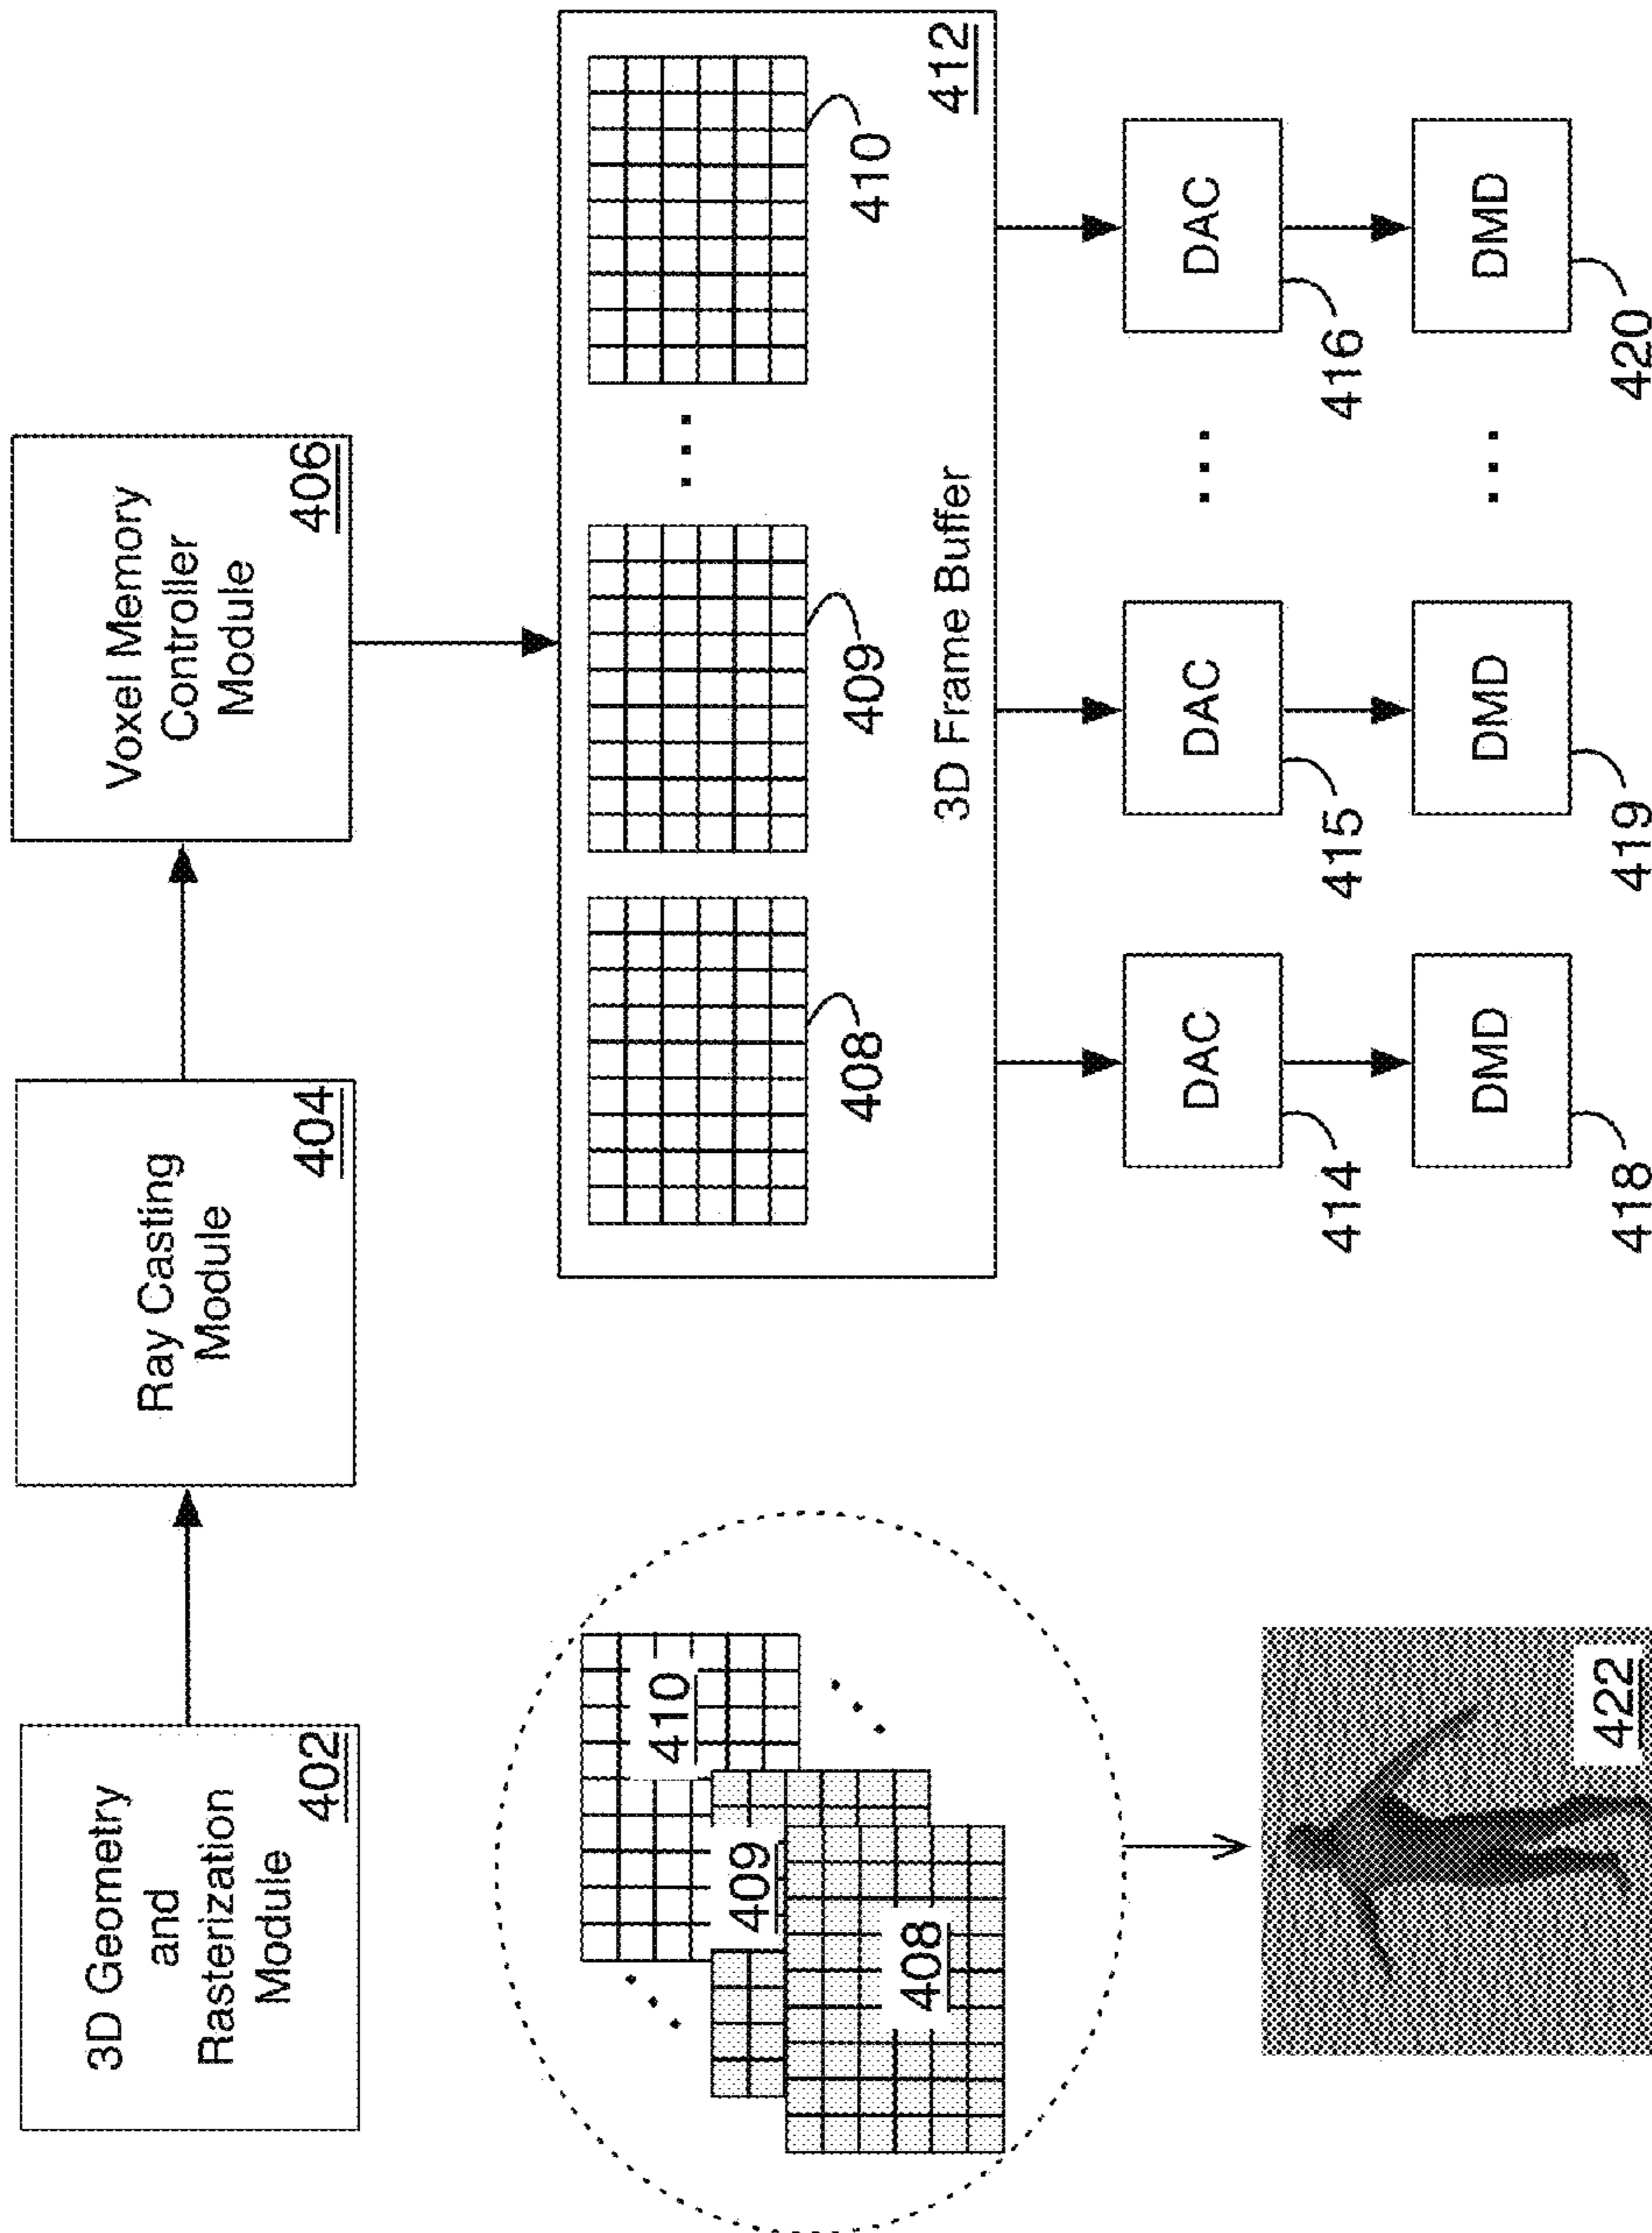 3D Geometry
and
Rasterization
Module
402
Ray Casting
Module
404
Voxel Memory
Controller
Module
406
410
409
408
408
409
410
3D Frame Buffer
412
DAC
414
DAC
415
DAC
416
DMD
418
DMD
419
DMD
420
422